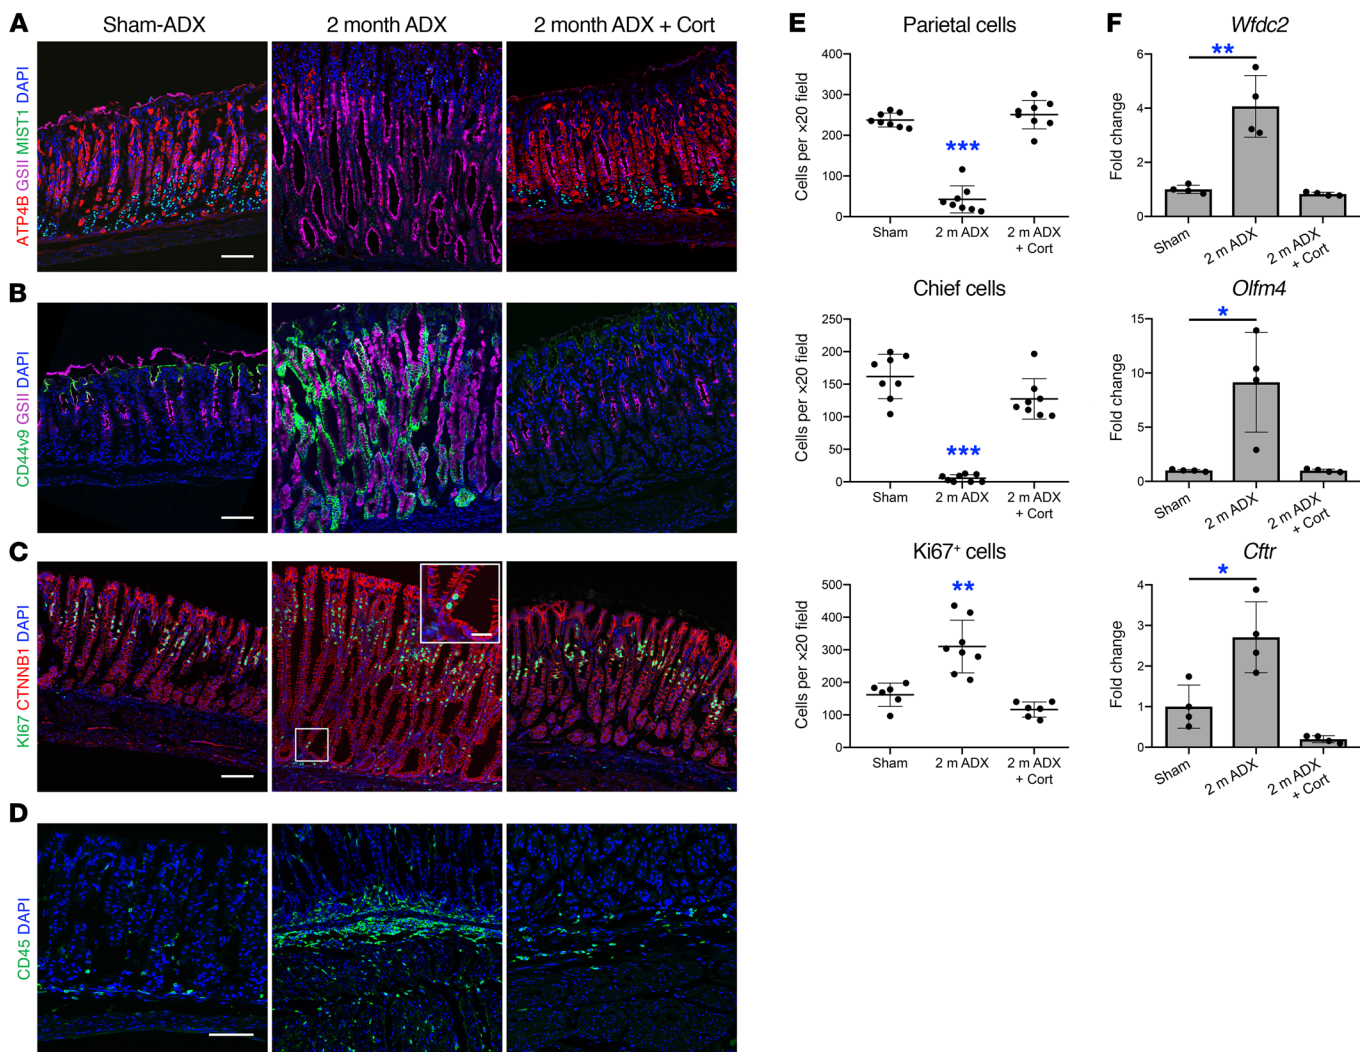 A
Sham-ADX
2 month ADX
2 month ADX + Cort
ATP4B GSII MIST1 DAPI
B
CD44v9 GSII DAPI
C
KI67 CTNNB1 DAPI
D
CD45 DAPI
E
Parietal cells
Cells per ×20 field
400
300
200
100
0
***
Sham
2 m ADX
2 m ADX
+ Cort
Chief cells
Cells per ×20 field
250
200
150
100
50
0
***
Sham
2 m ADX
2 m ADX
+ Cort
Ki67+ cells
Cells per ×20 field
500
400
300
200
100
0
**
Sham
2 m ADX
2 m ADX
+ Cort
F
Wfdc2
Fold change
6
4
2
0
**
Sham
2 m ADX
2 m ADX
+ Cort
Olfm4
Fold change
15
10
5
0
*
Sham
2 m ADX
2 m ADX
+ Cort
Cftr
Fold change
4
3
2
1
0
*
Sham
2 m ADX
2 m ADX
+ Cort